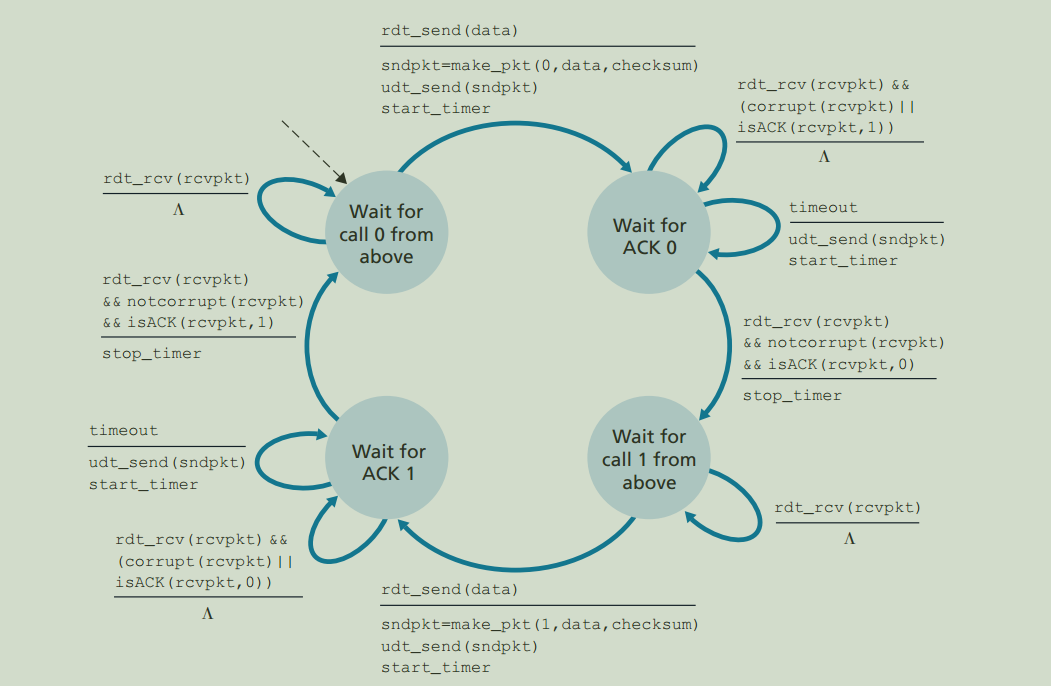 rdt_send(data)
sndpkt=make_pkt(0,data,checksum)
udt_send(sndpkt)
start_timer
rdt_rcv(rcvpkt) &&
(corrupt(rcvpkt)||
isACK(rcvpkt,1))
Λ
rdt_rcv(rcvpkt)
Λ
Wait for
call 0 from
above
Wait for
ACK 0
timeout
udt_send(sndpkt)
start_timer
rdt_rcv(rcvpkt)
&& notcorrupt(rcvpkt)
&& isACK(rcvpkt,1)
stop_timer
rdt_rcv(rcvpkt)
&& notcorrupt(rcvpkt)
&& isACK(rcvpkt,0)
stop_timer
timeout
udt_send(sndpkt)
start_timer
Wait for
ACK 1
Wait for
call 1 from
above
rdt_rcv(rcvpkt)
Λ
rdt_rcv(rcvpkt) &&
(corrupt(rcvpkt)||
isACK(rcvpkt,0))
Λ
rdt_send(data)
sndpkt=make_pkt(1,data,checksum)
udt_send(sndpkt)
start_timer